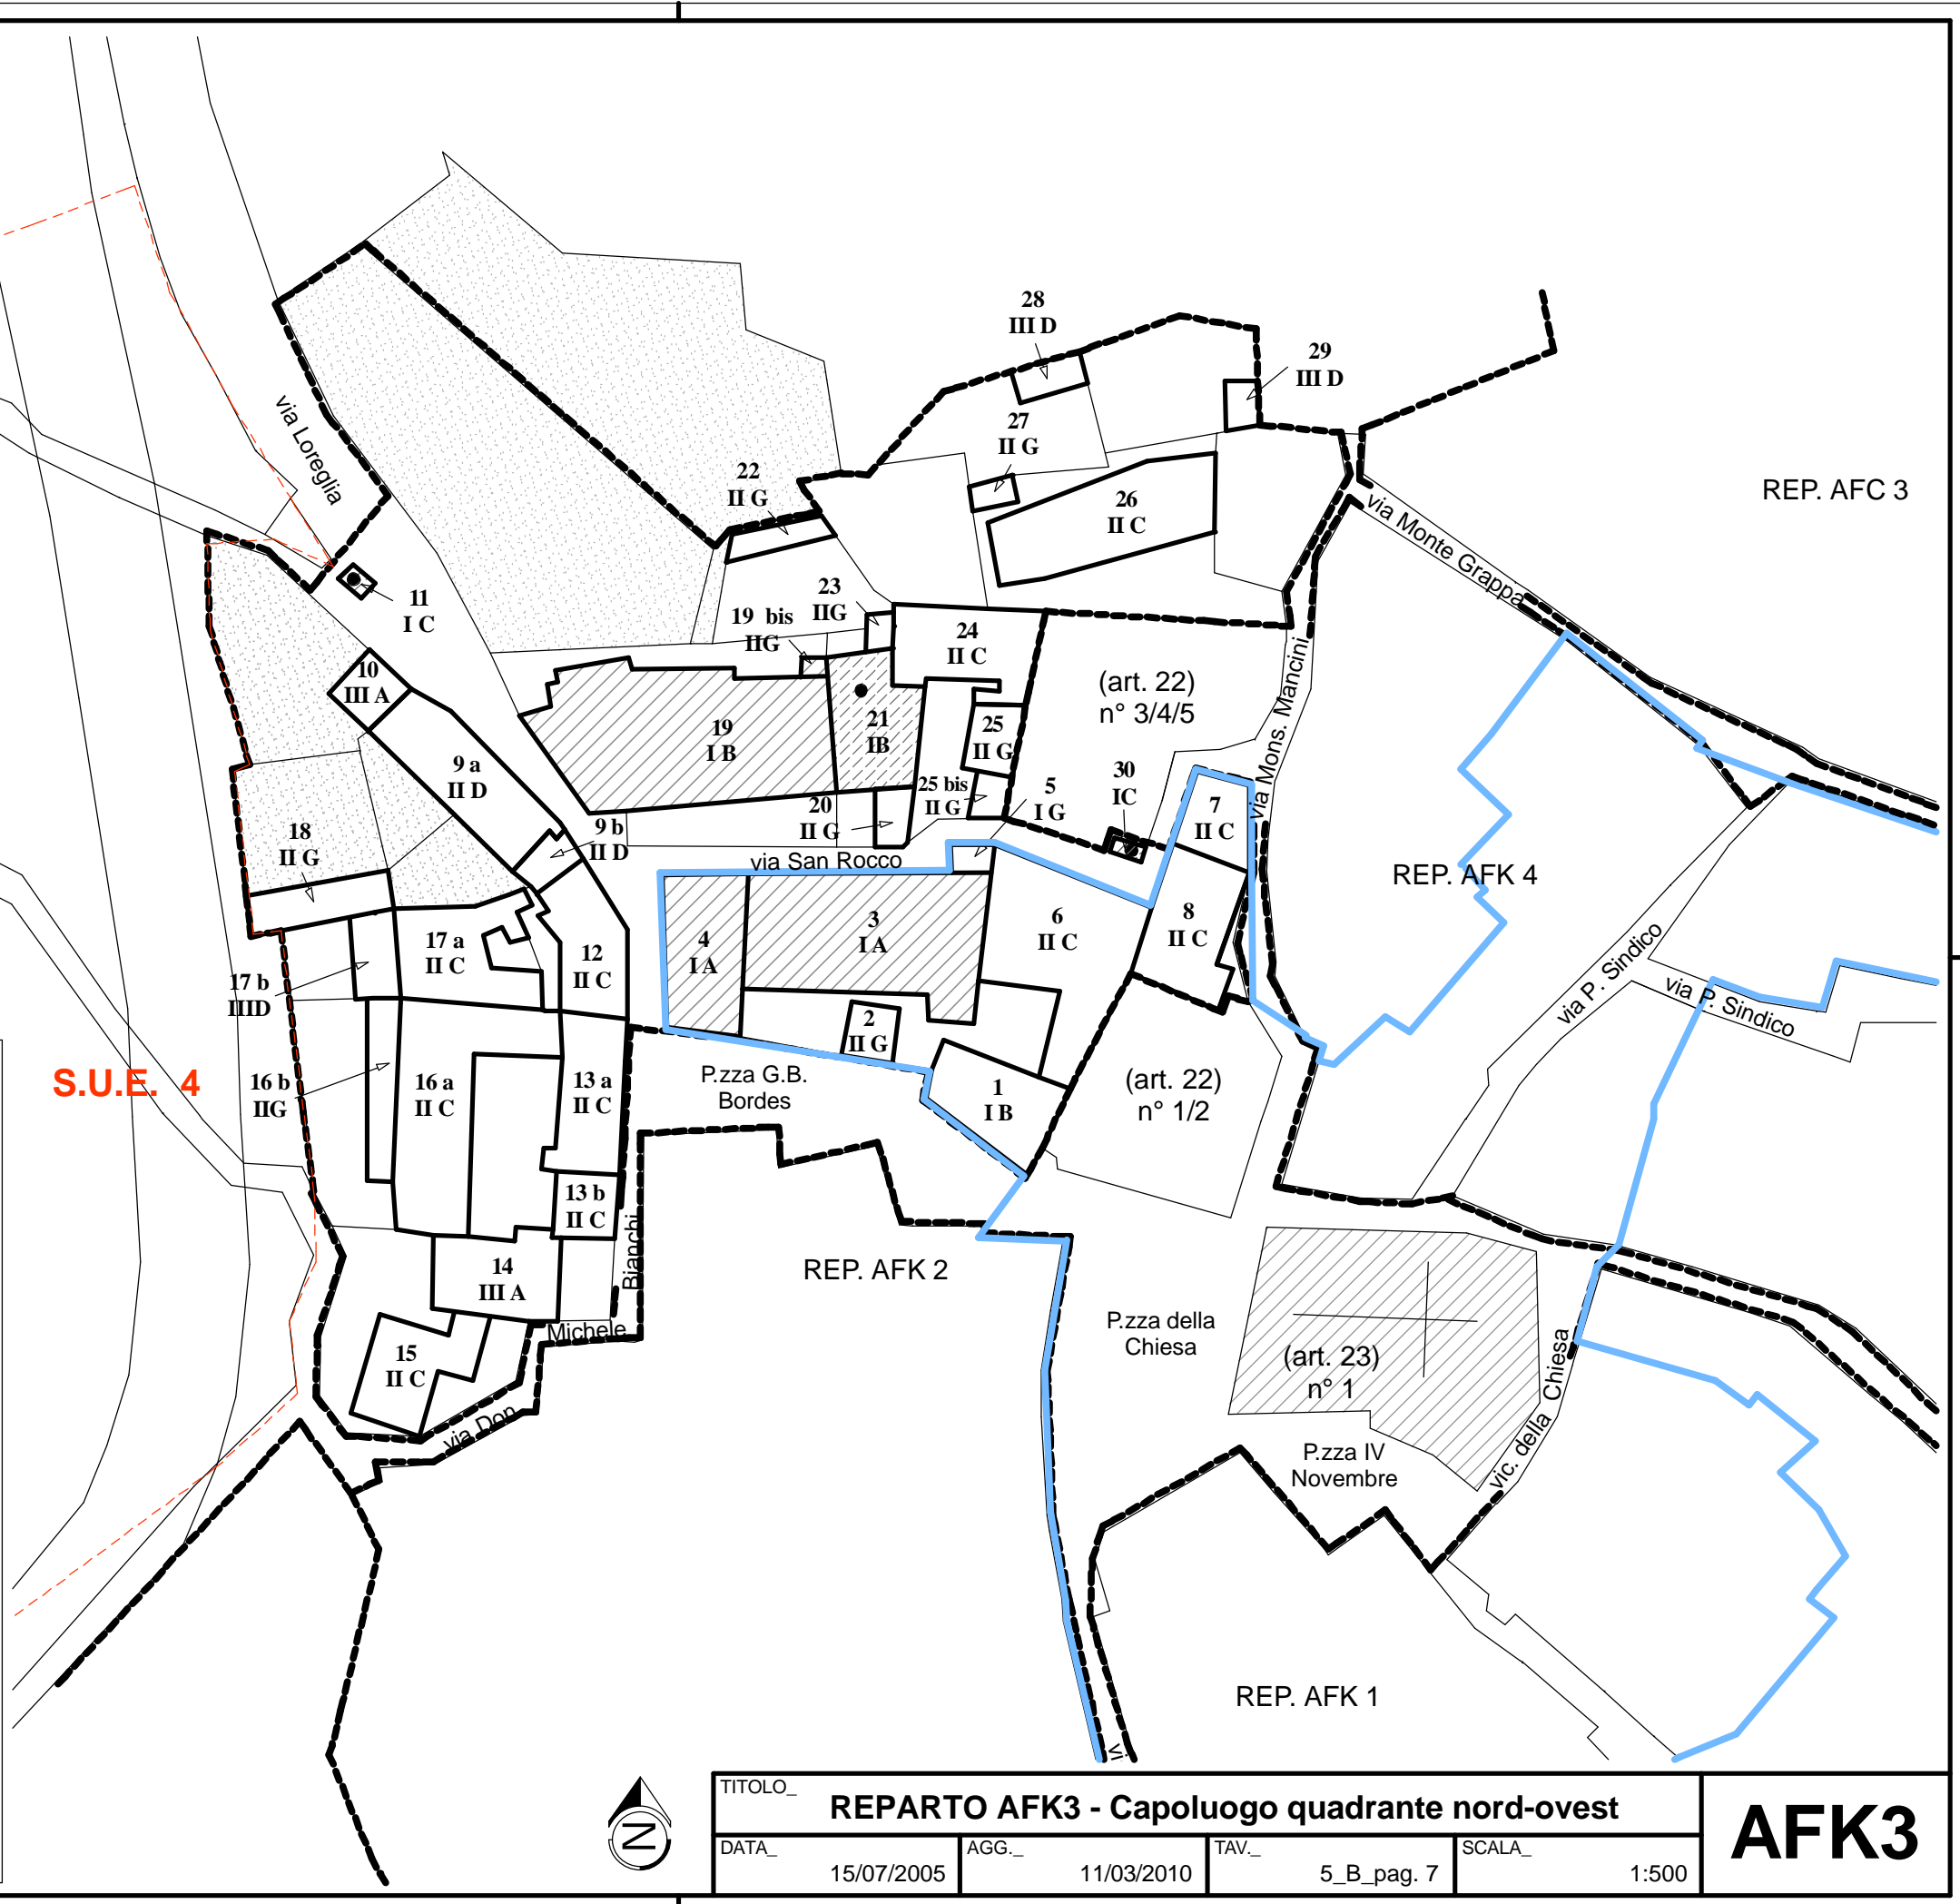 28
III D
29
III D
via Loreglia
27
II G
22
II G
26
II C
REP. AFC 3
via Monte Grappa
11
I C
23
IIG
19 bis
IIG
24
II C
10
III A
(art. 22)
n° 3/4/5
via Mons. Mancini
19
I B
21
IB
25
II G
9 a
II D
25 bis
II G
5
I G
30
IC
7
II C
20
II G
9 b
II D
18
II G
via San Rocco
REP. AFK 4
3
I A
4
I A
6
II C
8
II C
17 a
II C
12
II C
17 b
IIID
via P. Sindico
via P. Sindico
2
II G
S.U.E. 4
16 b
IIG
16 a
II C
13 a
II C
P.zza G.B.
Bordes
1
I B
(art. 22)
n° 1/2
13 b
II C
Bianchi
REP. AFK 2
14
III A
Michele
P.zza della
Chiesa
15
II C
(art. 23)
n° 1
vic. della Chiesa
via Don
P.zza IV
Novembre
REP. AFK 1
vi
N
TITOLO_
REPARTO AFK3 - Capoluogo quadrante nord-ovest
AFK3
DATA_
15/07/2005
AGG._
11/03/2010
TAV._
5_B_pag. 7
SCALA_
1:500